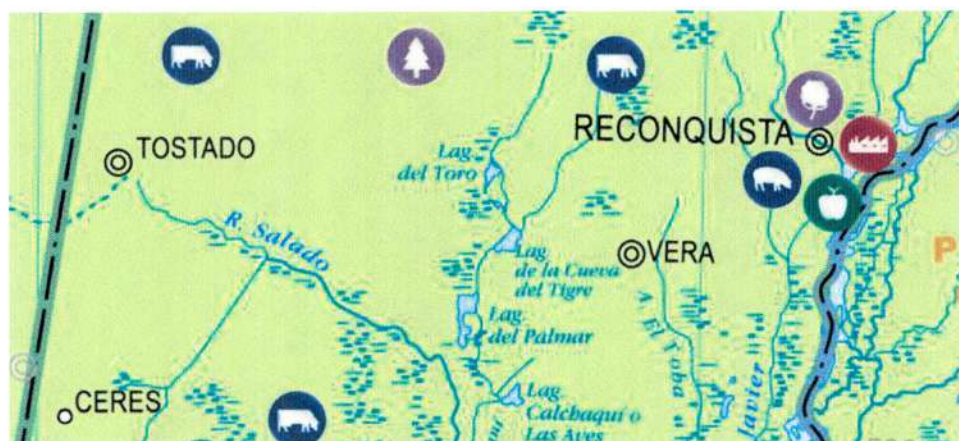 TOSTADO
RECONQUISTA
Lag.
del Toro
R. Salado
VERA
Lag.
de la Cueva
del Tigre
A. El Toba
Lag.
del Palmar
CERES
Lag.
Calchaquí o
Las Aves
Javier
P